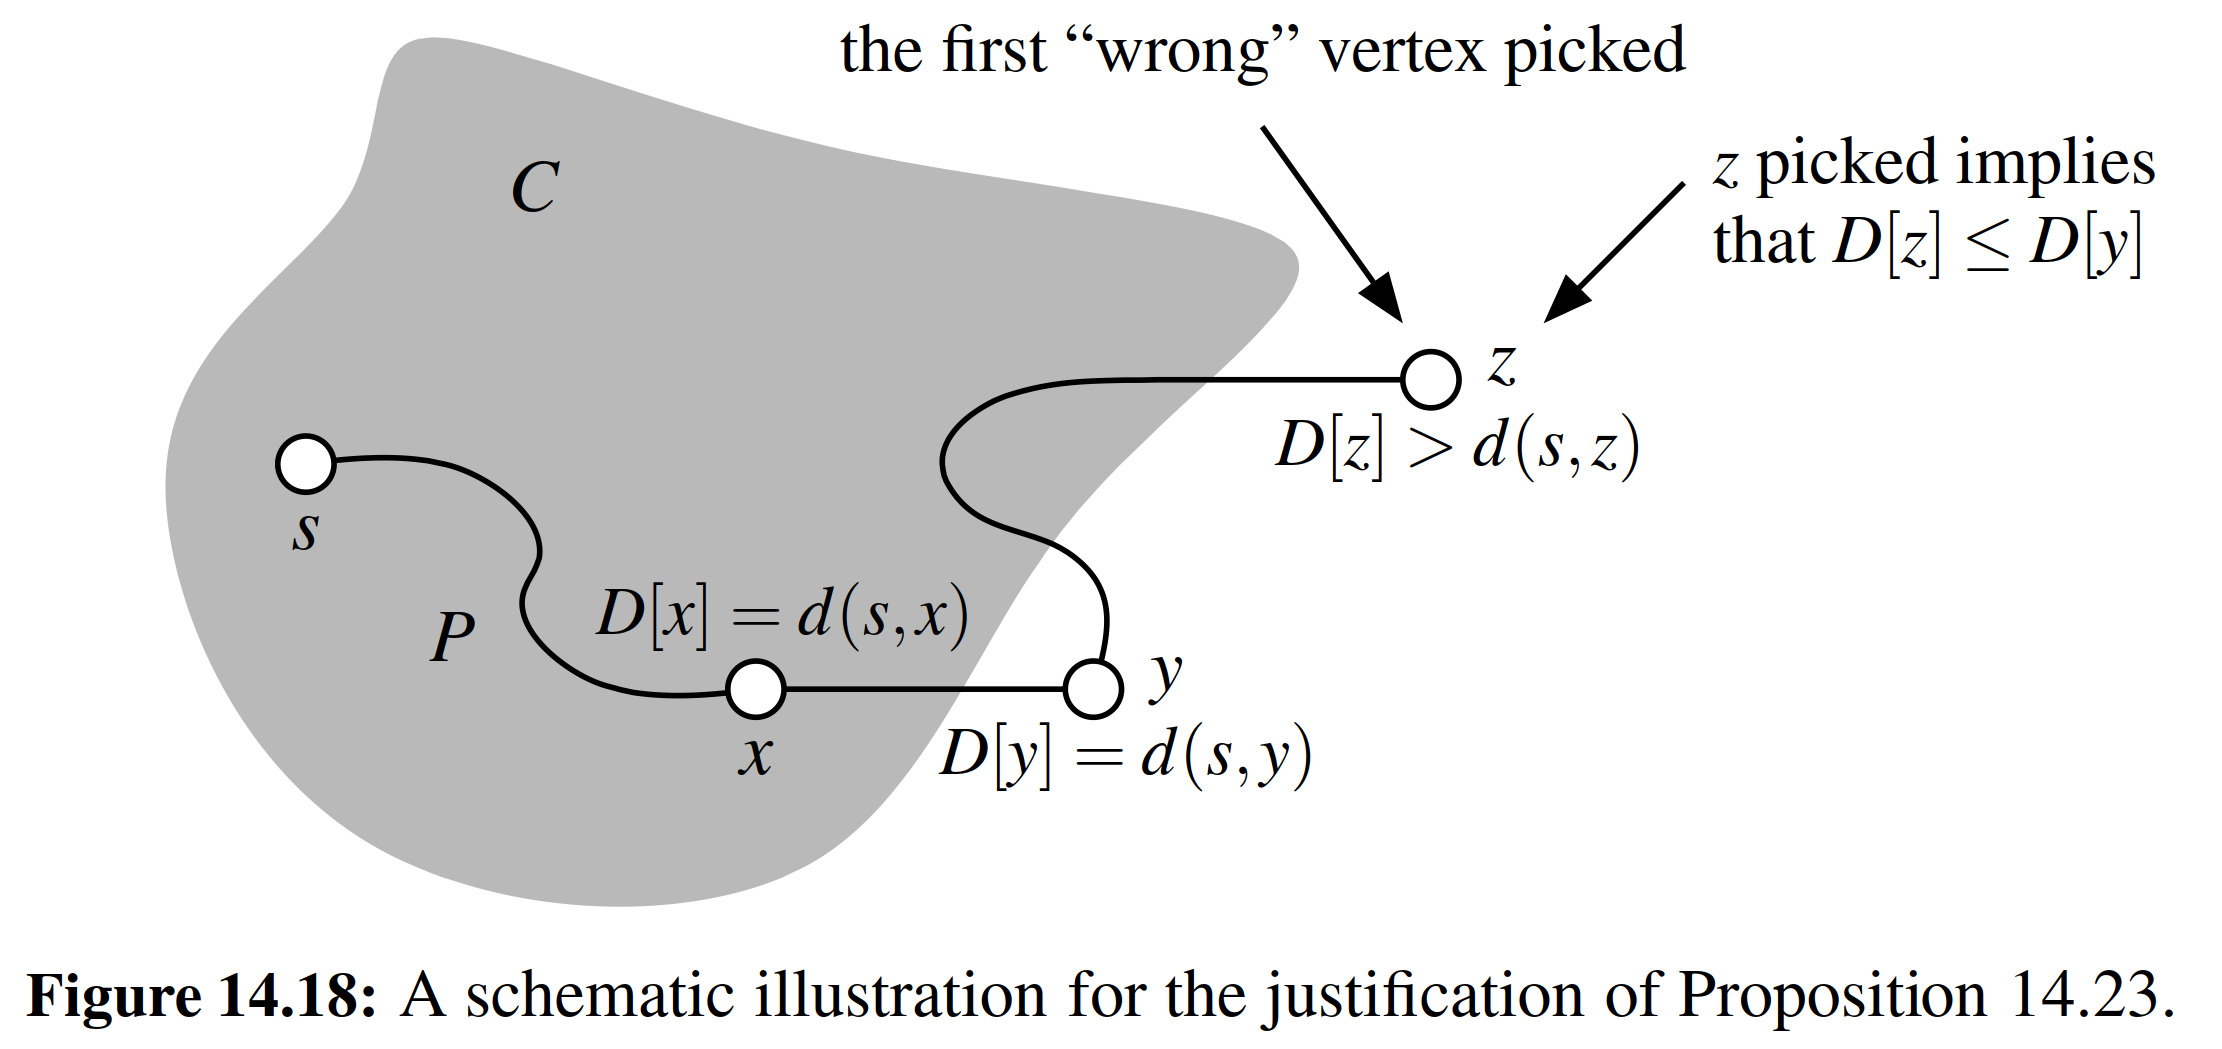 the first “wrong” vertex picked
z picked implies
that D[z] ≤ D[y]
C
z
D[z] > d(s,z)
s
P
D[x] = d(s,x)
y
x
D[y] = d(s,y)
Figure 14.18: A schematic illustration for the justification of Proposition 14.23.